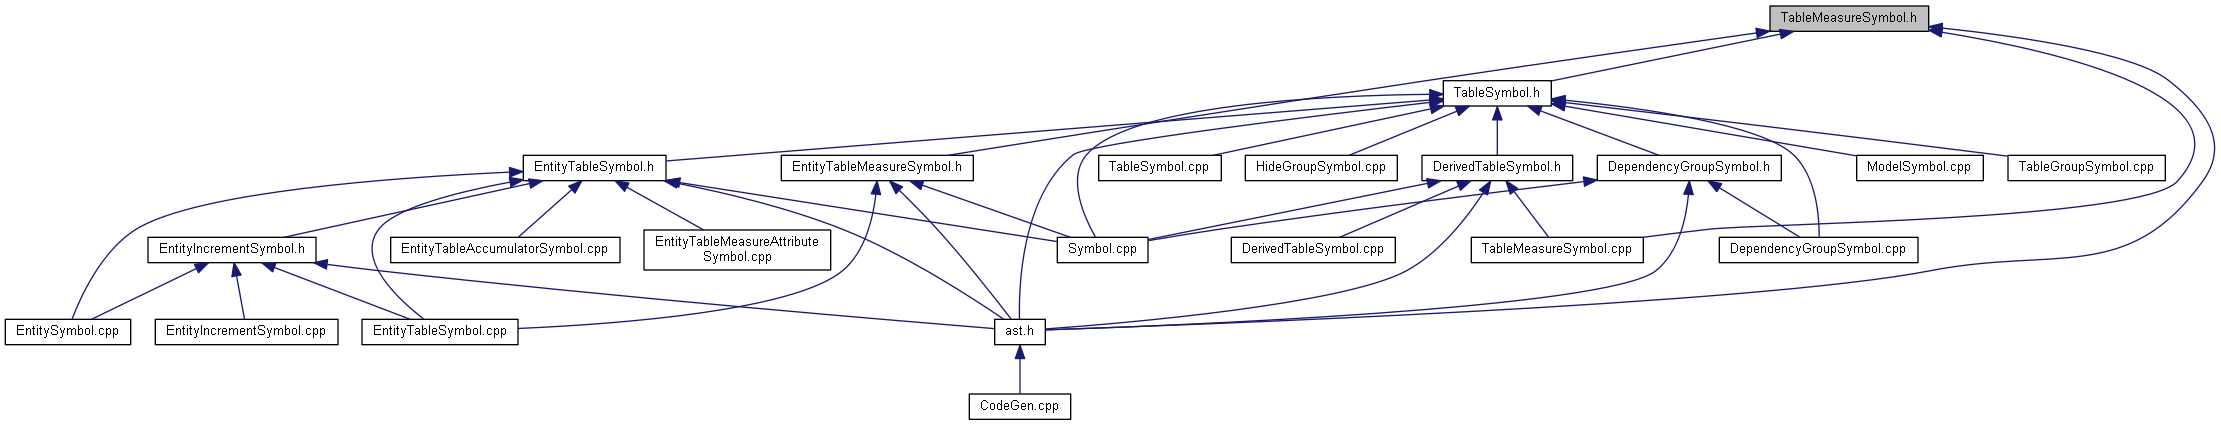 TableMeasureSymbol.h
TableSymbol.h
EntityTableSymbol.h
EntityTableMeasureSymbol.h
TableSymbol.cpp
HideGroupSymbol.cpp
DerivedTableSymbol.h
DependencyGroupSymbol.h
ModelSymbol.cpp
TableGroupSymbol.cpp
EntityIncrementSymbol.h
EntityTableAccumulatorSymbol.cpp
EntityTableMeasureAttribute
Symbol.cpp
Symbol.cpp
DerivedTableSymbol.cpp
TableMeasureSymbol.cpp
DependencyGroupSymbol.cpp
EntitySymbol.cpp
EntityIncrementSymbol.cpp
EntityTableSymbol.cpp
ast.h
CodeGen.cpp